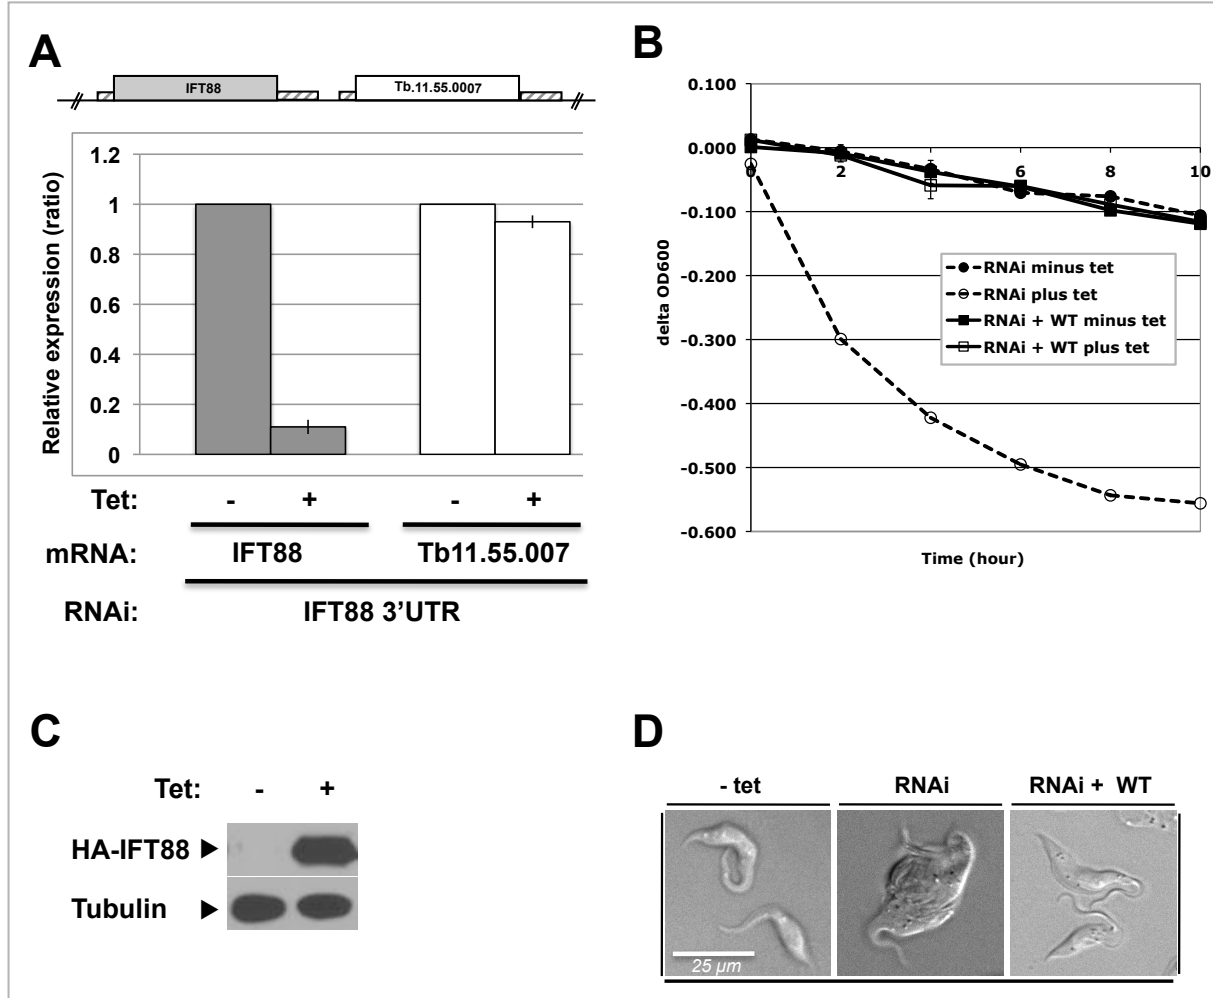 A
IFT88
Tb.11.55.0007
Relative expression (ratio)
1.2
1
0.8
0.6
0.4
0.2
0
Tet: - + - +
mRNA: IFT88 Tb11.55.007
RNAi: IFT88 3'UTR
B
delta OD600
0.100
0.000
-0.100
-0.200
-0.300
-0.400
-0.500
-0.600
0 2 4 6 8 10
RNAi minus tet
RNAi plus tet
RNAi + WT minus tet
RNAi + WT plus tet
Time (hour)
C
Tet: - +
HA-IFT88
Tubulin
D
- tet RNAi RNAi + WT
25 µm